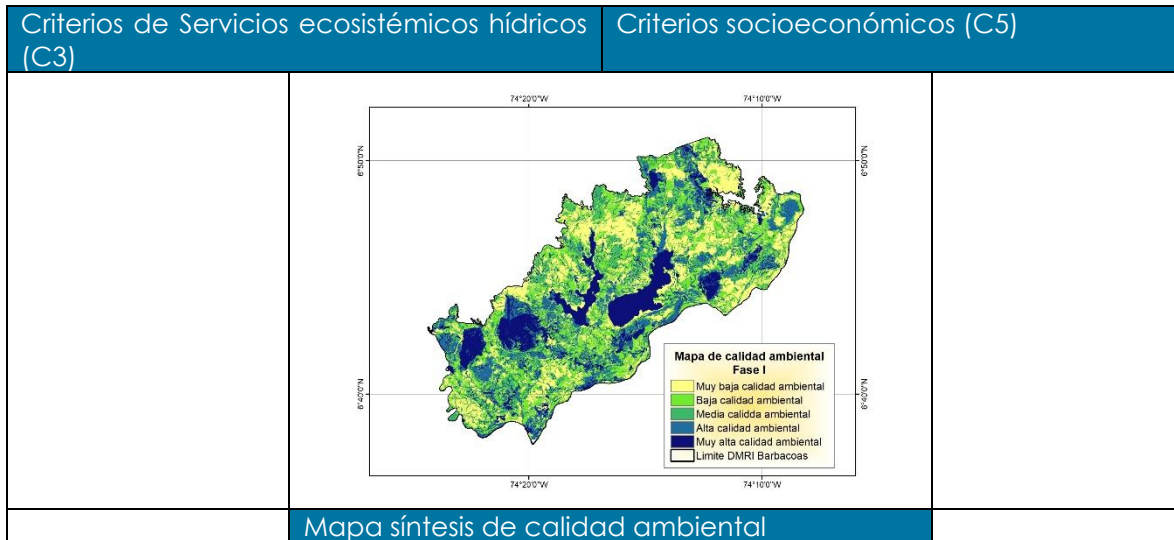 Criterios de Servicios ecosistémicos hídricos
(C3)
Criterios socioeconómicos (C5)
74°20'0"W
74°10'0"W
6°50'0"N
6°50'0"N
6°40'0"N
6°40'0"N
Mapa de calidad ambiental
Fase I
Muy baja calidad ambiental
Baja calidad ambiental
Media calidda ambiental
Alta calidad ambiental
Muy alta calidad ambiental
Limite DMRI Barbacoas
74°20'0"W
74°10'0"W
Mapa síntesis de calidad ambiental